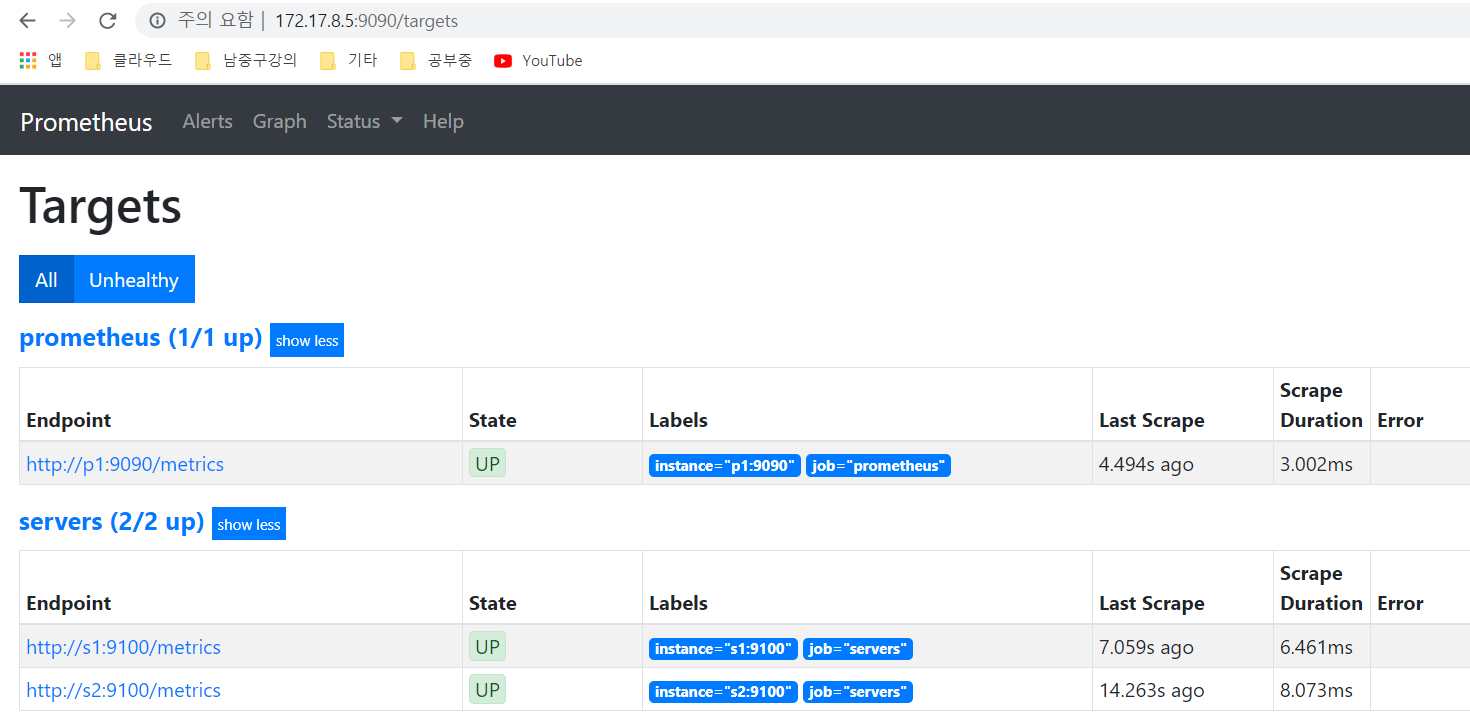 주의 요함 | 172.17.8.5:9090/targets
앱 클라우드 남중구강의 기타 공부중 YouTube
Prometheus Alerts Graph Status Help
Targets
All Unhealthy
prometheus (1/1 up) show less
Endpoint State Labels Last Scrape Scrape Duration Error
http://p1:9090/metrics UP instance="p1:9090" job="prometheus" 4.494s ago 3.002ms
servers (2/2 up) show less
Endpoint State Labels Last Scrape Scrape Duration Error
http://s1:9100/metrics UP instance="s1:9100" job="servers" 7.059s ago 6.461ms
http://s2:9100/metrics UP instance="s2:9100" job="servers" 14.263s ago 8.073ms